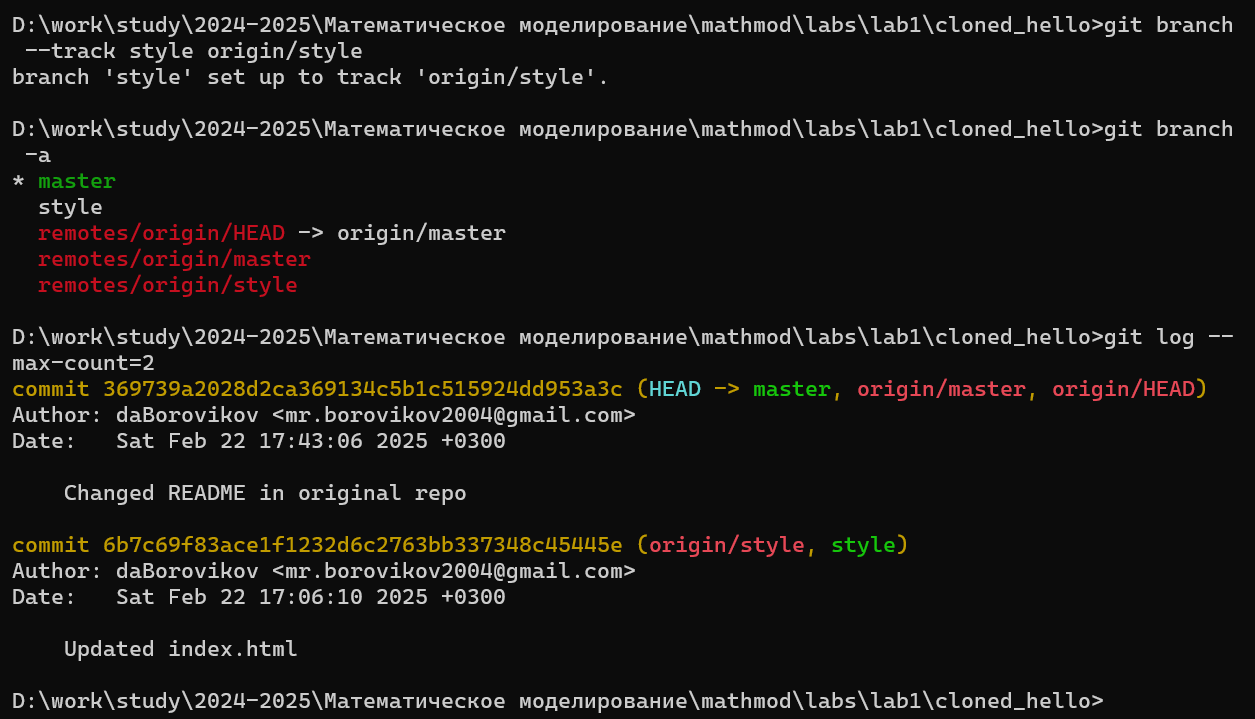 D:\work\study\2024-2025\Математическое моделирование\mathmod\labs\lab1\cloned_hello>git branch
 --track style origin/style
branch 'style' set up to track 'origin/style'.
D:\work\study\2024-2025\Математическое моделирование\mathmod\labs\lab1\cloned_hello>git branch
 -a
* master
  style
  remotes/origin/HEAD -> origin/master
  remotes/origin/master
  remotes/origin/style
D:\work\study\2024-2025\Математическое моделирование\mathmod\labs\lab1\cloned_hello>git log --
max-count=2
commit 369739a2028d2ca369134c5b1c515924dd953a3c (HEAD -> master, origin/master, origin/HEAD)
Author: daBorovikov <mr.borovikov2004@gmail.com>
Date:   Sat Feb 22 17:43:06 2025 +0300
    Changed README in original repo
commit 6b7c69f83ace1f1232d6c2763bb337348c45445e (origin/style, style)
Author: daBorovikov <mr.borovikov2004@gmail.com>
Date:   Sat Feb 22 17:06:10 2025 +0300
    Updated index.html
D:\work\study\2024-2025\Математическое моделирование\mathmod\labs\lab1\cloned_hello>